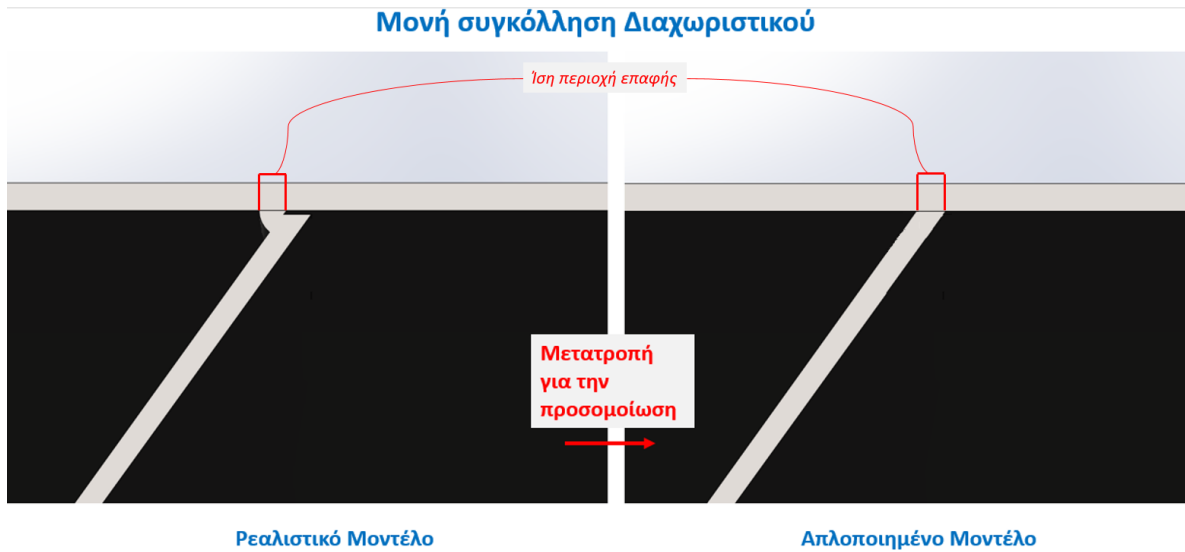 Μονή συγκόλληση Διαχωριστικού
Ίση περιοχή επαφής
Μετατροπή
για την
προσομοίωση
Ρεαλιστικό Μοντέλο
Απλοποιημένο Μοντέλο